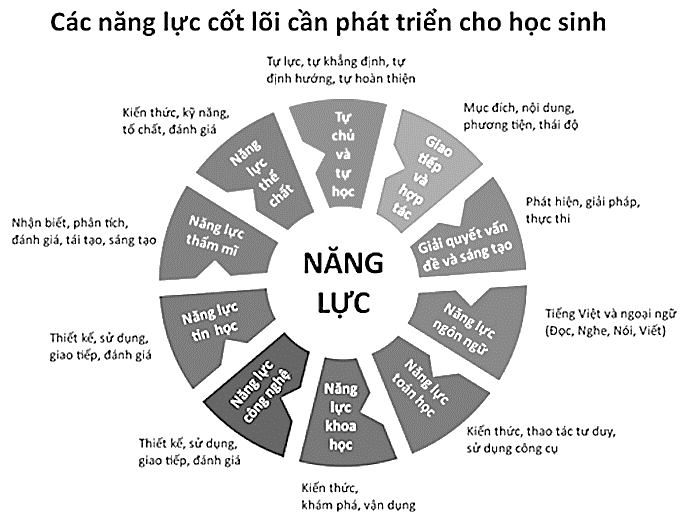 Các năng lực cốt lõi cần phát triển cho học sinh
Tự lực, tự khẳng định, tự
định hướng, tự hoàn thiện
Tự
chủ
và
tự
học
Mục đích, nội dung,
phương tiện, thái độ
Giao
tiếp
và
hợp
tác
Phát hiện, giải pháp,
thực thi
Giải quyết vấn
đề và sáng tạo
Tiếng Việt và ngoại ngữ
(Đọc, Nghe, Nói, Viết)
Năng lực
ngôn ngữ
Kiến thức, thao tác tư duy,
sử dụng công cụ
Năng lực
toán học
Kiến thức,
khám phá, vận dụng
Năng
lực
khoa
học
Thiết kế, sử dụng,
giao tiếp, đánh giá
Năng lực
công nghệ
Thiết kế, sử dụng,
giao tiếp, đánh giá
Năng lực
tin học
Nhận biết, phân tích,
đánh giá, tái tạo, sáng tạo
Năng lực
thẩm mĩ
Kiến thức, kỹ năng,
tố chất, đánh giá
Năng
lực
thể
chất
NĂNG
LỰC